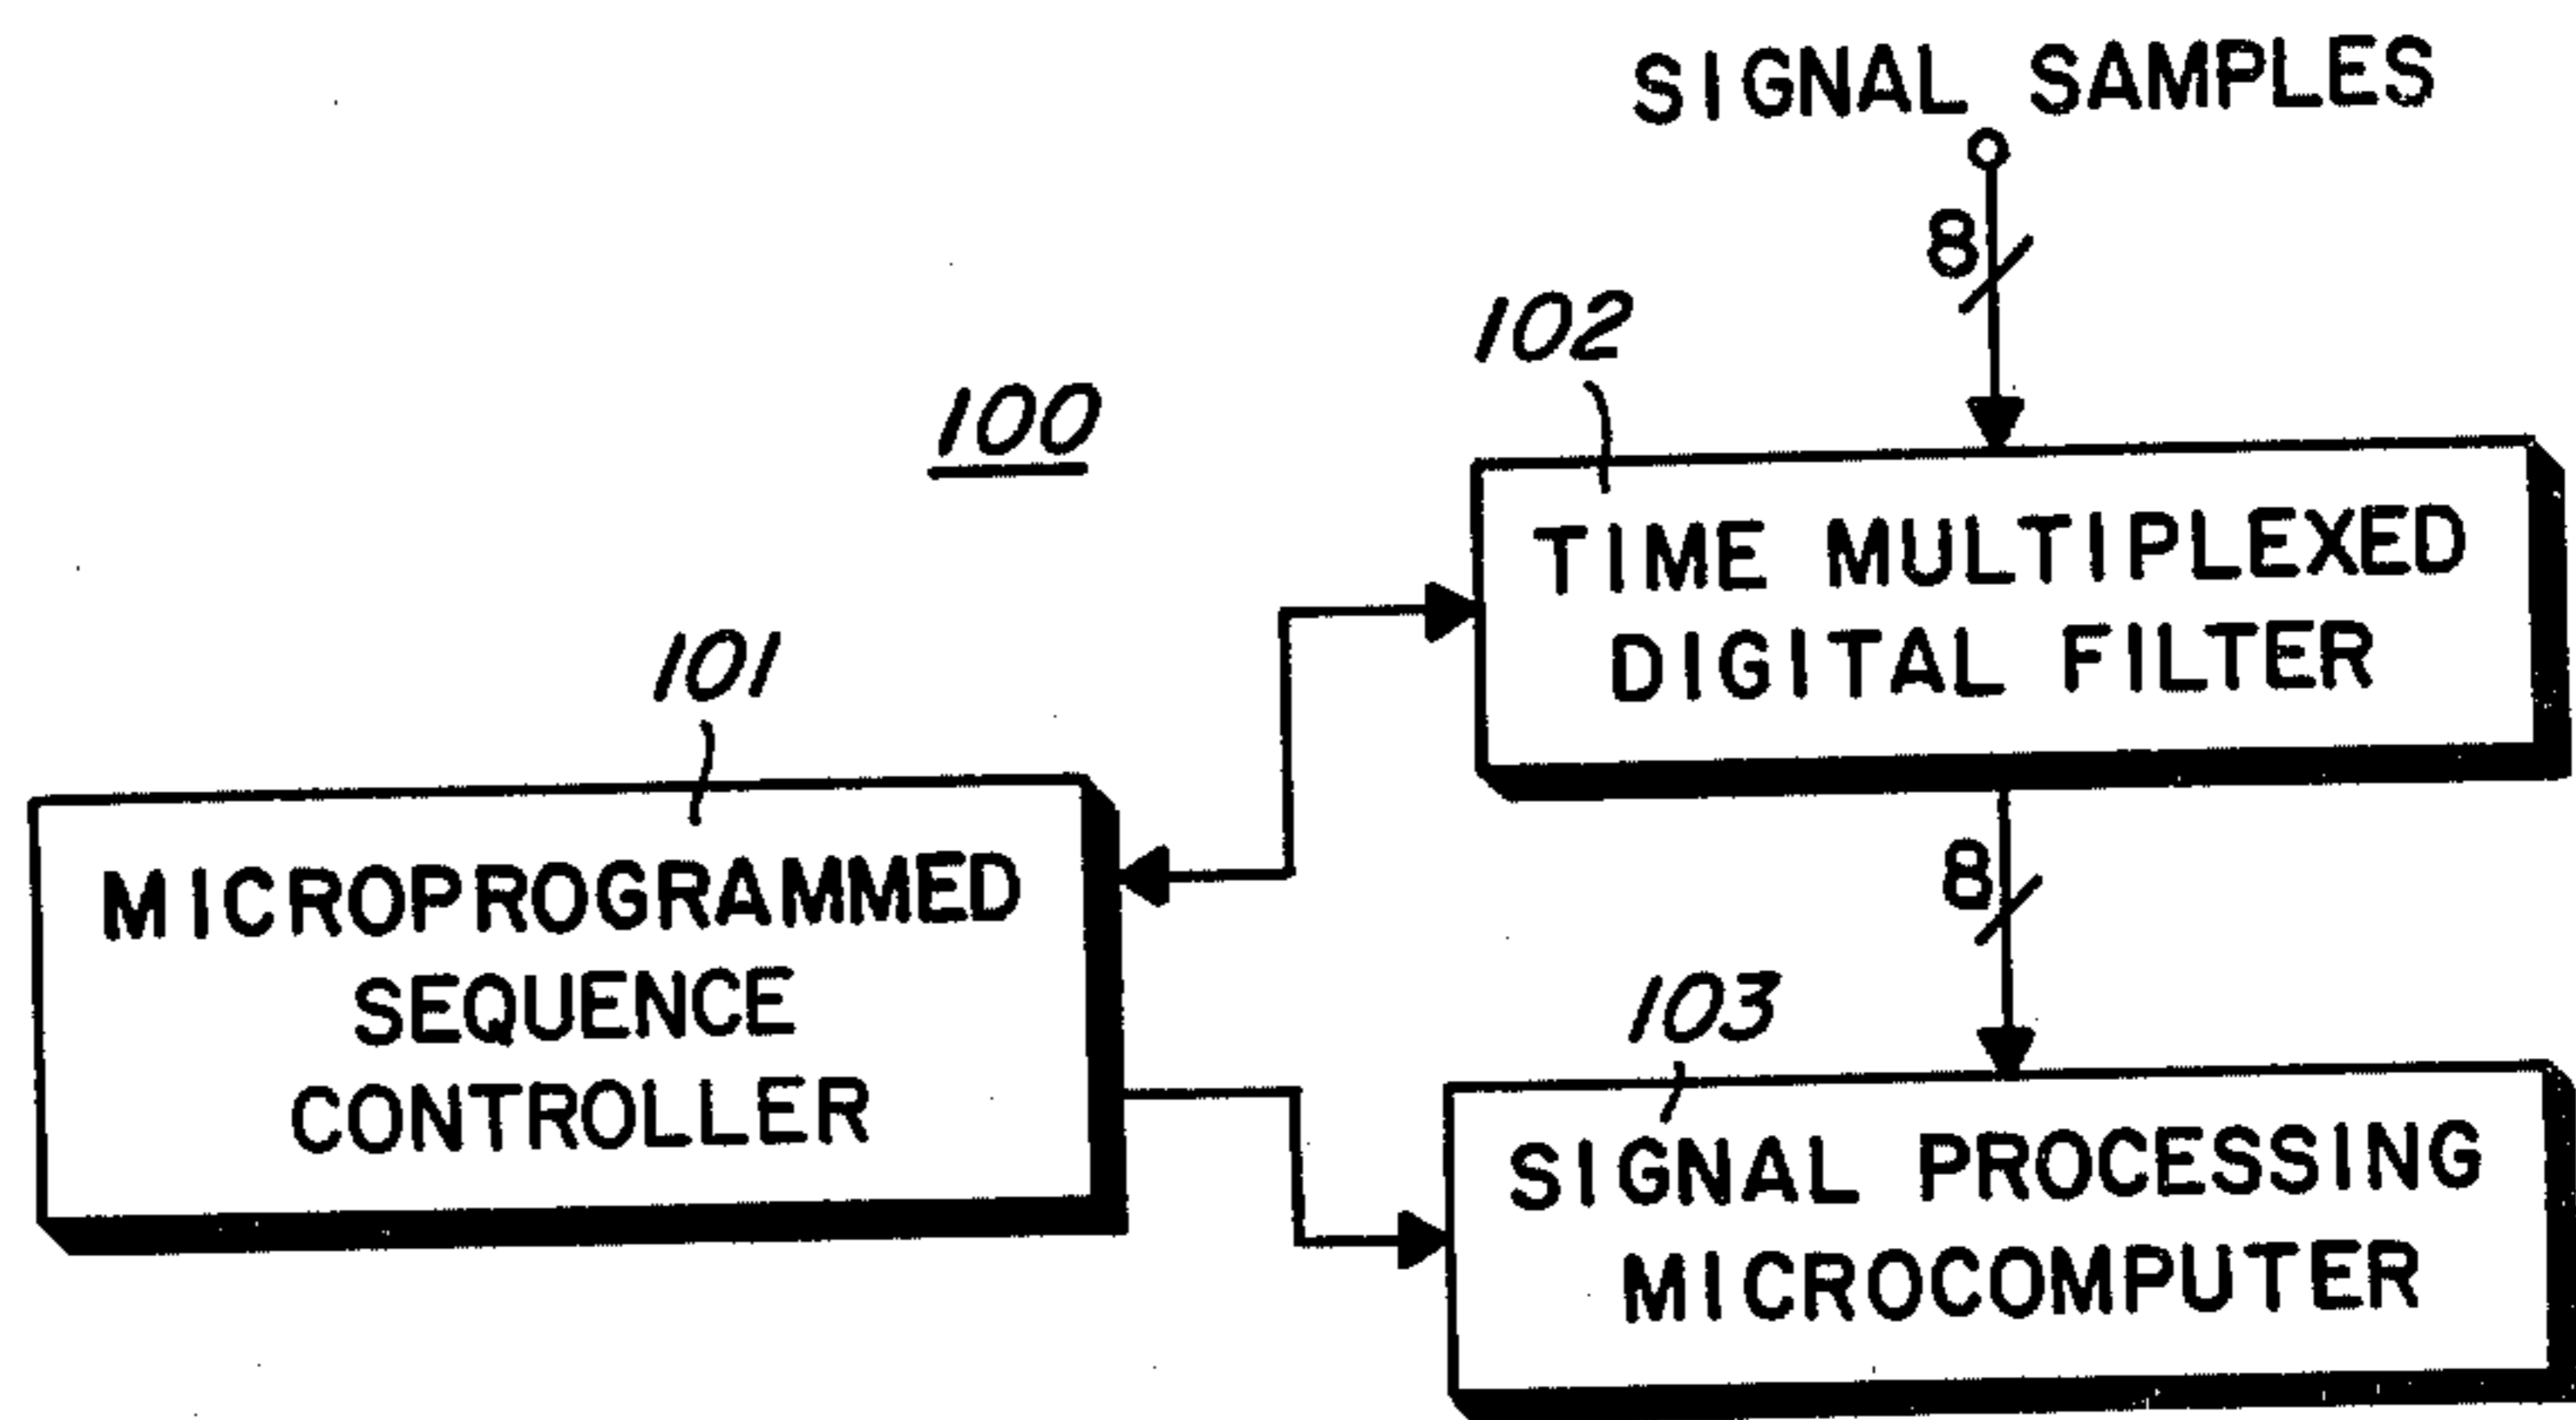 SIGNAL SAMPLES
8
102
100
TIME MULTIPLEXED
DIGITAL FILTER
101
MICROPROGRAMMED
SEQUENCE
CONTROLLER
8
103
SIGNAL PROCESSING
MICROCOMPUTER